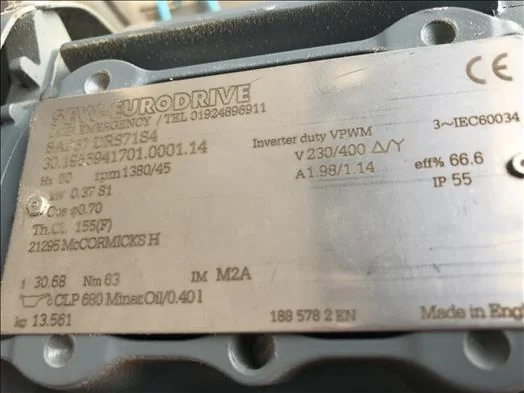 SEW-EURODRIVE
EMERGENCY / TEL 01924896911
SAF37 DRS71S4
30.1955941701.0001.14
Inverter duty VPWM
3~IEC60034
Hz 50 rpm 1380/45
V 230/400 Δ/Y
kW 0.37 S1
A 1.98/1.14
eff% 66.6
Cos φ0.70
IP 55
Th.Cl. 155(F)
21295 McCORMICKS H
i 30.68 Nm 63
IM M2A
CLP 680 Miner.Oil/0.40 l
kg 13.561
188 578 2 EN
Made in Engl
CE